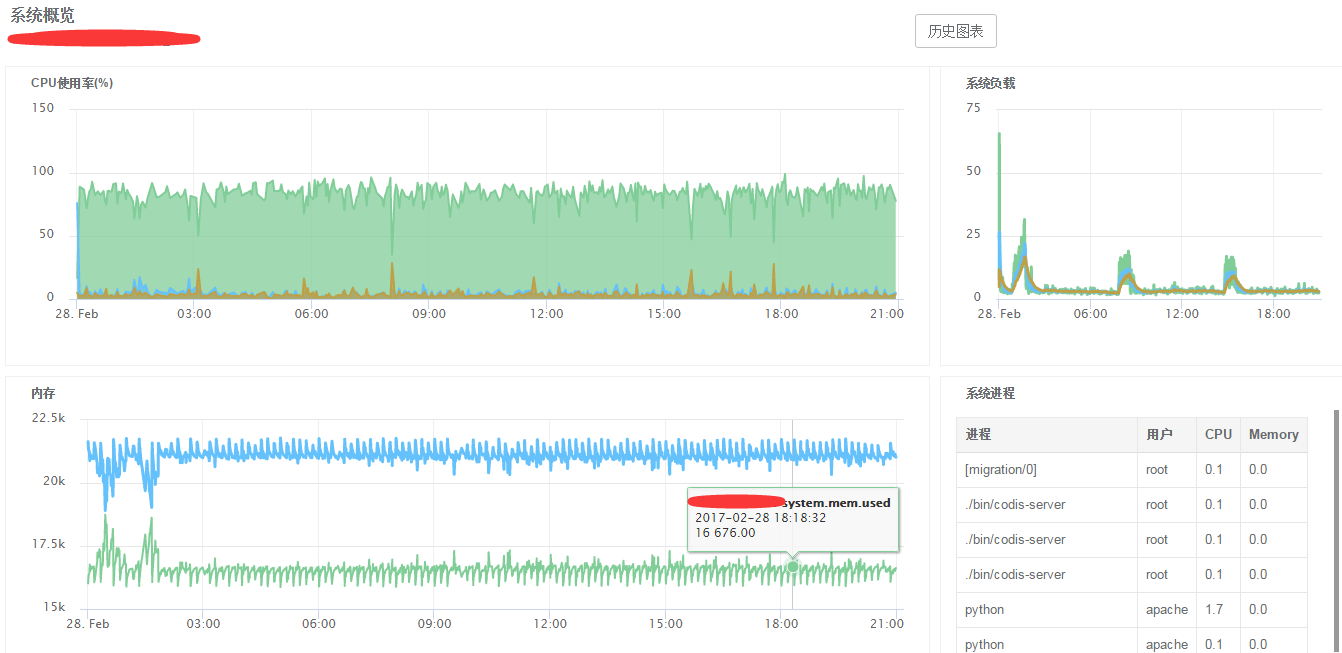 系统概览
历史图表
CPU使用率(%)
150
100
50
0
28. Feb 03:00 06:00 09:00 12:00 15:00 18:00 21:00
系统负载
75
50
25
0
28. Feb 06:00 12:00 18:00
内存
22.5k
20k
17.5k
15k
28. Feb 03:00 06:00 09:00 12:00 15:00 18:00 21:00
system.mem.used
2017-02-28 18:18:32
16 676.00
系统进程
进程 用户 CPU Memory
[migration/0] root 0.1 0.0
./bin/codis-server root 0.1 0.0
./bin/codis-server root 0.1 0.0
./bin/codis-server root 0.1 0.0
python apache 1.7 0.0
python apache 0.1 0.0